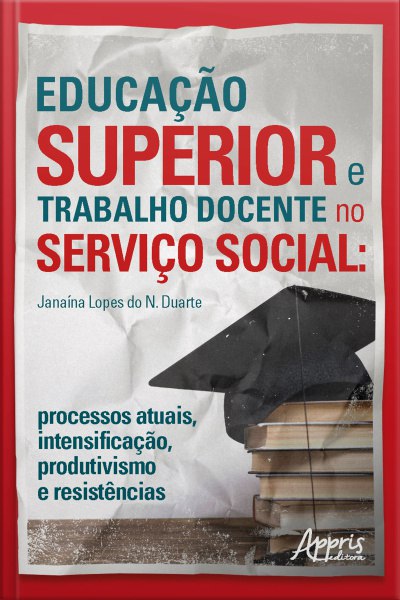 EDUCAÇÃO
SUPERIOR e
TRABALHO DOCENTE no
SERVIÇO SOCIAL:
Janaína Lopes do N. Duarte
processos atuais,
intensificação,
produtivismo
e resistências
Appris
editora